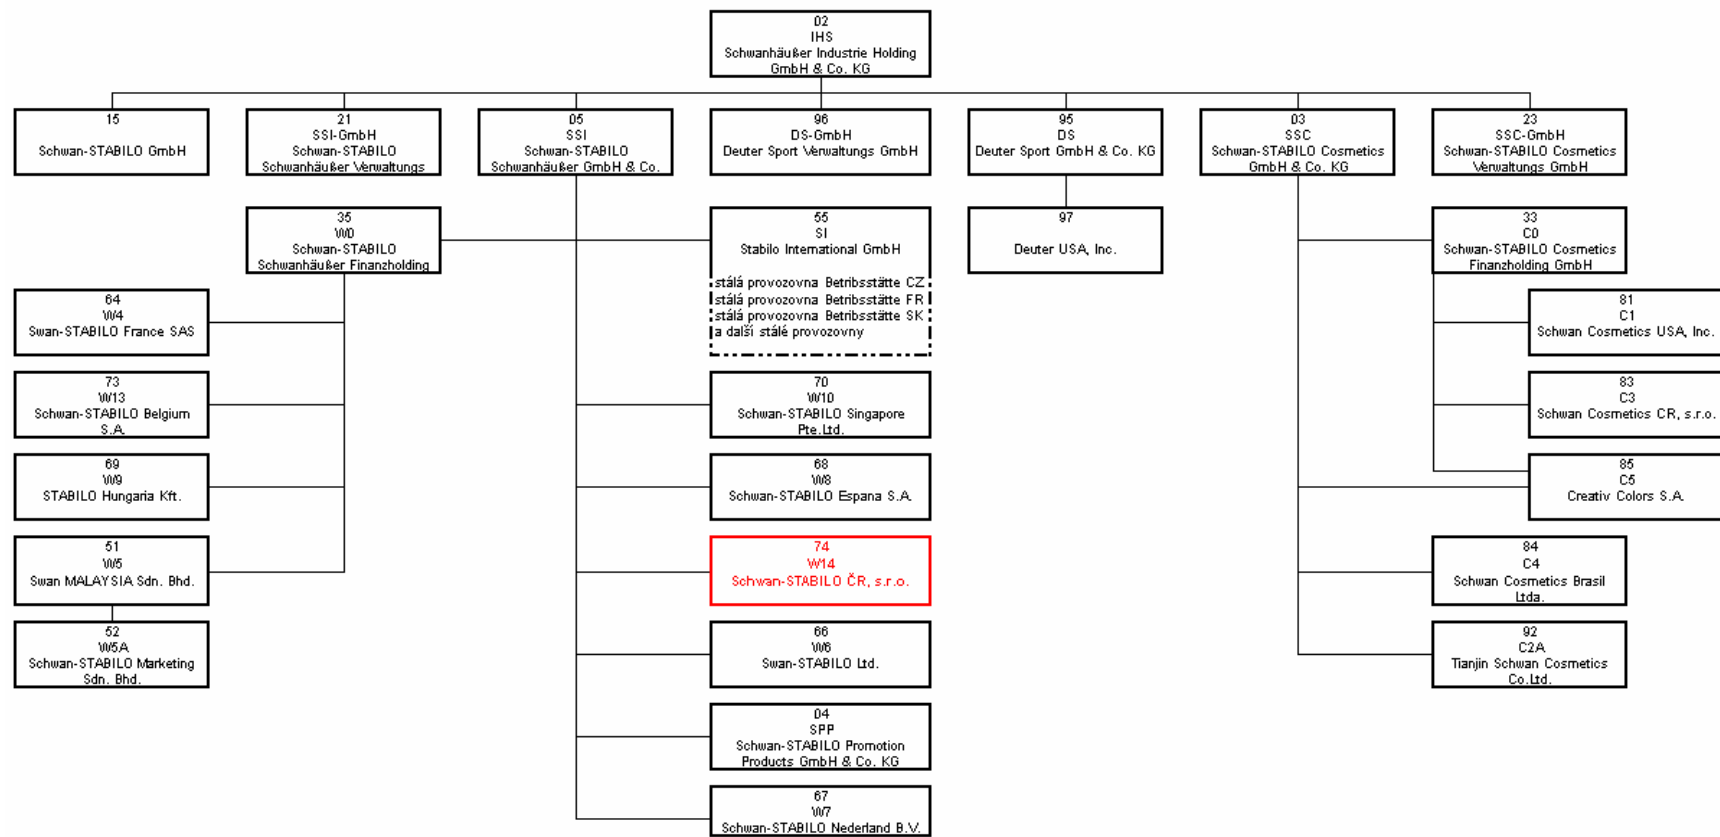 02
IHS
Schwanhäußer Industrie Holding
GmbH & Co. KG
15
Schwan-STABILO GmbH
21
SSI-GmbH
Schwan-STABILO
Schwanhäußer Verwaltungs
05
SSI
Schwan-STABILO
Schwanhäußer GmbH & Co.
96
DS-GmbH
Deuter Sport Verwaltungs GmbH
95
DS
Deuter Sport GmbH & Co. KG
03
SSC
Schwan-STABILO Cosmetics
GmbH & Co. KG
23
SSC-GmbH
Schwan-STABILO Cosmetics
Verwaltungs GmbH
35
W0
Schwan-STABILO
Schwanhäußer Finanzholding
55
SI
Stabilo International GmbH
stálá provozovna Betribsstätte CZ
stálá provozovna Betribsstätte FR
stálá provozovna Betribsstätte SK
a další stálé provozovny
97
Deuter USA, Inc.
33
C0
Schwan-STABILO Cosmetics
Finanzholding GmbH
64
W4
Swan-STABILO France SAS
81
C1
Schwan Cosmetics USA, Inc.
73
W13
Schwan-STABILO Belgium
S.A.
70
W10
Schwan-STABILO Singapore
Pte.Ltd.
83
C3
Schwan Cosmetics CR, s.r.o.
69
W9
STABILO Hungaria Kft.
68
W8
Schwan-STABILO Espana S.A.
85
C5
Creativ Colors S.A.
51
W5
Swan MALAYSIA Sdn. Bhd.
74
W14
Schwan-STABILO ČR, s.r.o.
84
C4
Schwan Cosmetics Brasil
Ltda.
52
W5A
Schwan-STABILO Marketing
Sdn. Bhd.
66
W6
Swan-STABILO Ltd.
92
C2A
Tianjin Schwan Cosmetics
Co.Ltd.
04
SPP
Schwan-STABILO Promotion
Products GmbH & Co. KG
67
W7
Schwan-STABILO Nederland B.V.